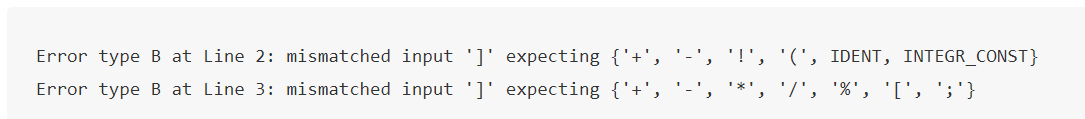 Error type B at Line 2: mismatched input ']' expecting {'+', '-', '!', '(', IDENT, INTEGR_CONST}
Error type B at Line 3: mismatched input ']' expecting {'+', '-', '*', '/', '%', '[', ';'}